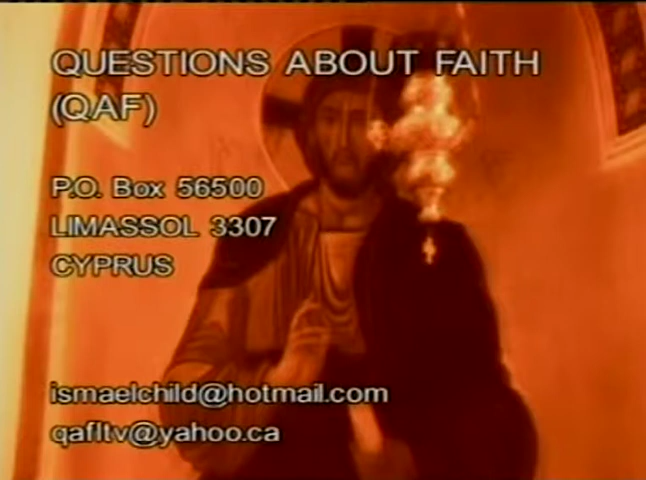 QUESTIONS ABOUT FAITH
(QAF)
P.O. Box 56500
LIMASSOL 3307
CYPRUS
ismaelchild@hotmail.com
qafltv@yahoo.ca